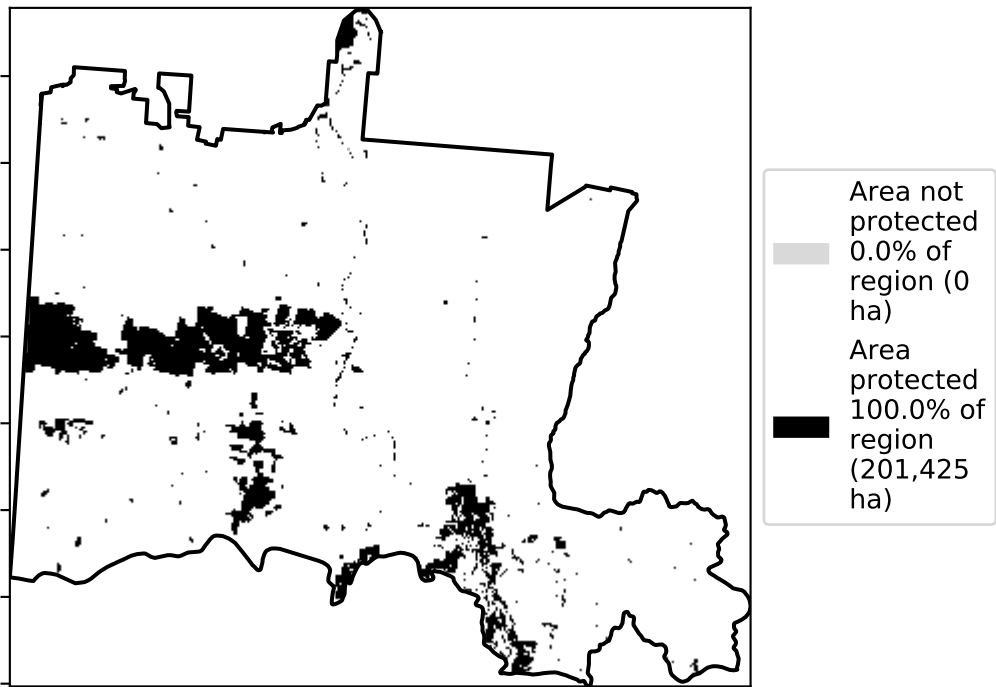 Area not
protected
0.0% of
region (0
ha)
Area
protected
100.0% of
region
(201,425
ha)